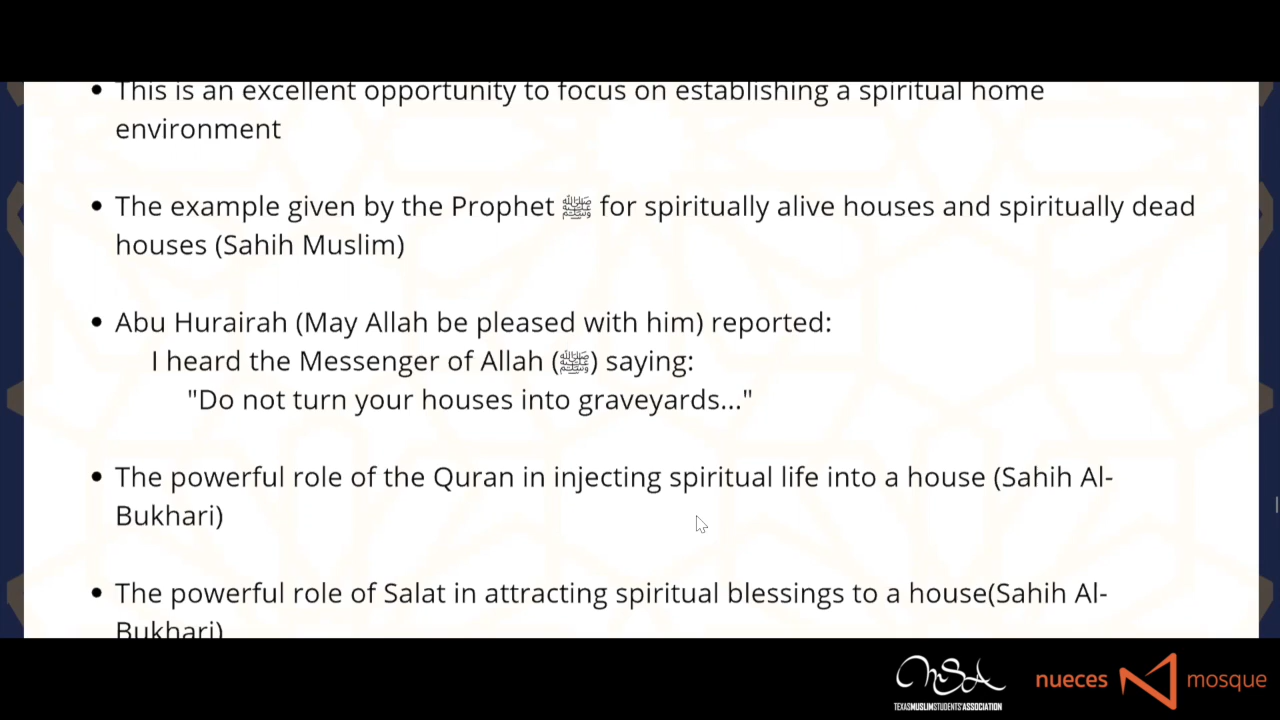 • This is an excellent opportunity to focus on establishing a spiritual home
environment
• The example given by the Prophet ﷺ for spiritually alive houses and spiritually dead
houses (Sahih Muslim)
• Abu Hurairah (May Allah be pleased with him) reported:
I heard the Messenger of Allah (ﷺ) saying:
"Do not turn your houses into graveyards..."
• The powerful role of the Quran in injecting spiritual life into a house (Sahih Al-
Bukhari)
• The powerful role of Salat in attracting spiritual blessings to a house(Sahih Al-
Bukhari)
MSA
TEXASMUSLIMSTUDENTS'ASSOCIATION
nueces mosque